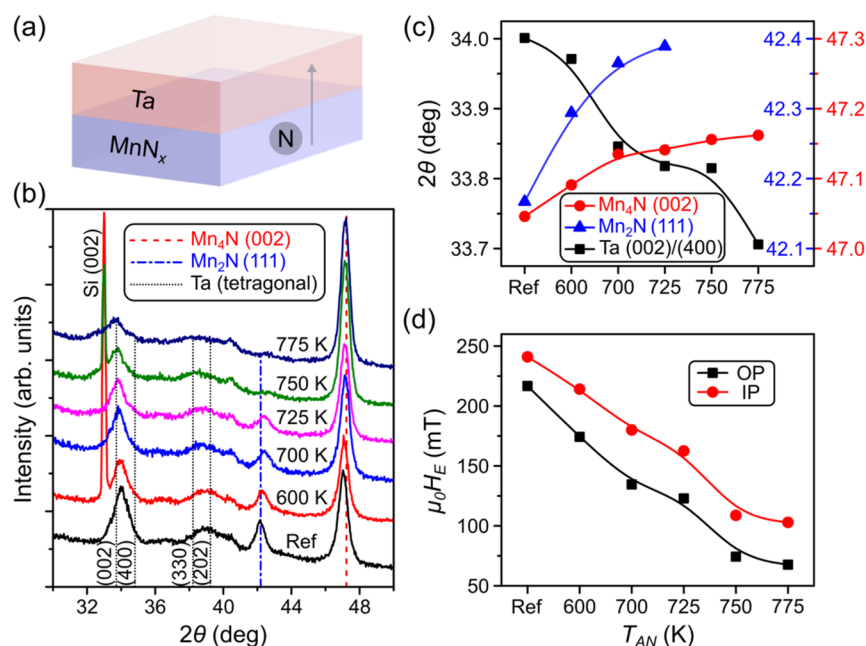 (a)
Ta
MnNx
N
(b)
Mn4N (002)
Mn2N (111)
Ta (tetragonal)
Si (002)
775 K
750 K
725 K
700 K
600 K
Ref
(002)
(400)
(330)
(202)
Intensity (arb. units)
32 36 40 44 48
2θ (deg)
(c)
34.0
33.9
33.8
33.7
2θ (deg)
42.4
42.3
42.2
42.1
47.3
47.2
47.1
47.0
Mn4N (002)
Mn2N (111)
Ta (002)/(400)
Ref 600 700 725 750 775
(d)
250
200
150
100
50
μ0HE (mT)
OP
IP
Ref 600 700 725 750 775
TAN (K)